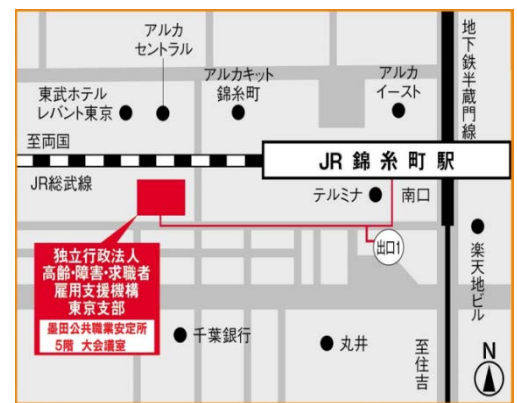 アルカ
セントラル
東武ホテル
レバント東京
アルカキット
錦糸町
アルカ
イースト
地下鉄半蔵門線
至両国
JR 錦 糸 町 駅
JR総武線
テルミナ
南口
出口1
独立行政法人
高齢・障害・求職者
雇用支援機構
東京支部
墨田公共職業安定所
5階 大会議室
千葉銀行
丸井
至住吉
楽天地ビル
N